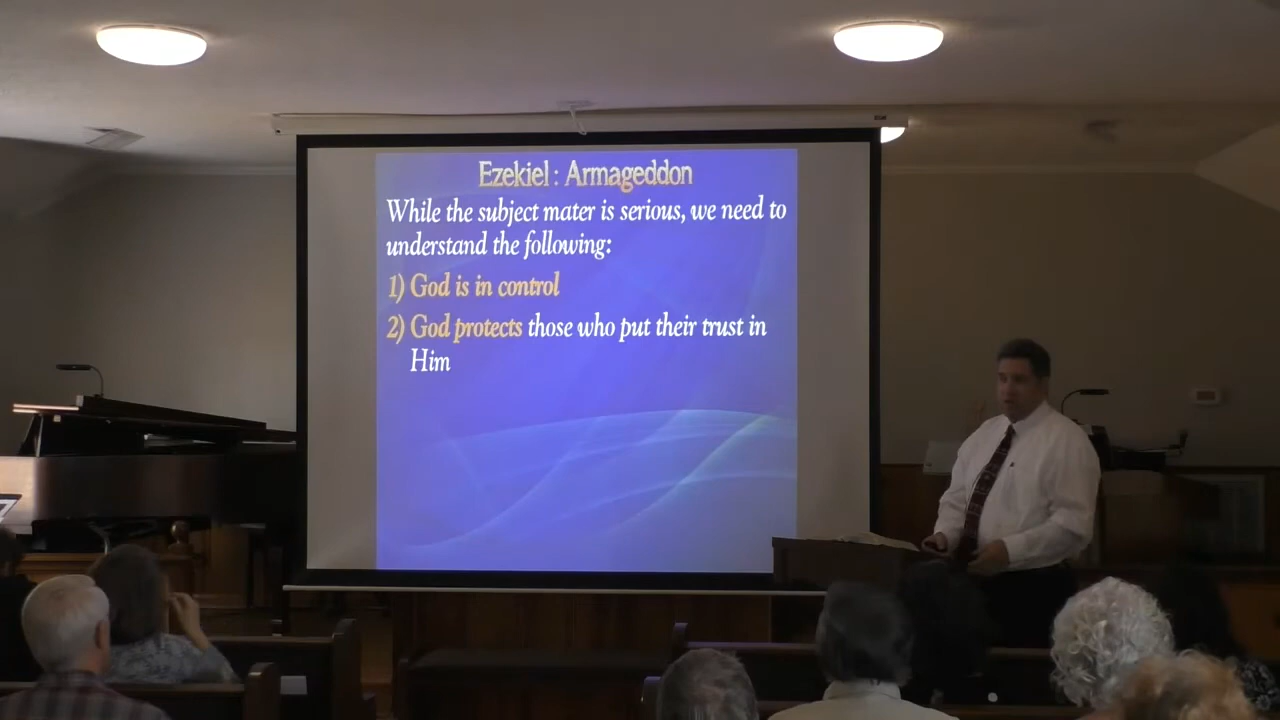 Ezekiel : Armageddon
While the subject mater is serious, we need to
understand the following:
1) God is in control
2) God protects those who put their trust in
Him